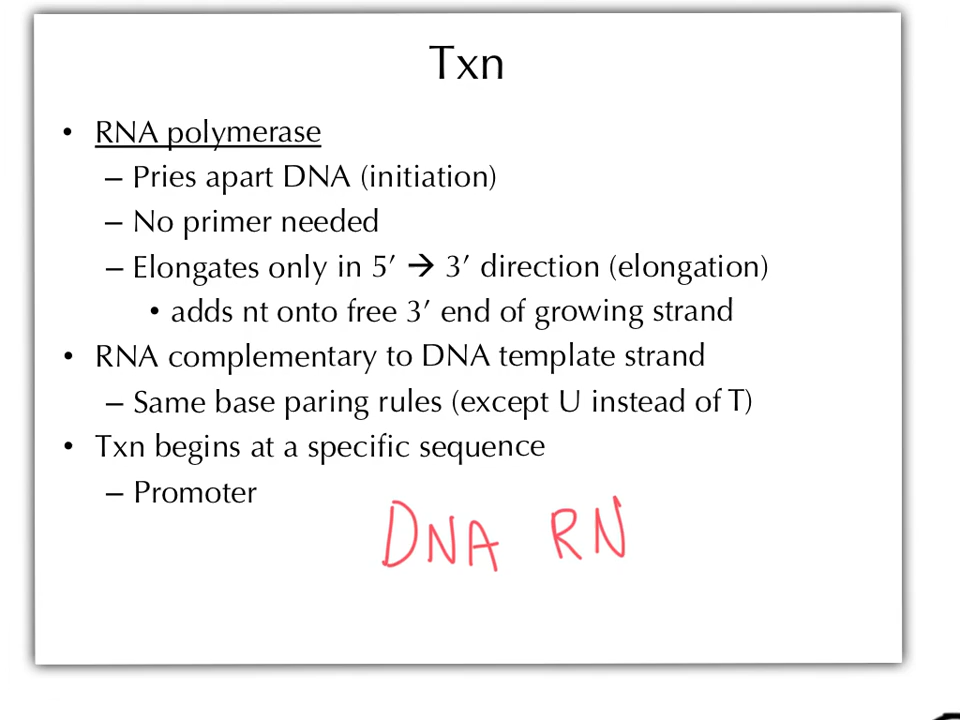 Txn
• RNA polymerase
– Pries apart DNA (initiation)
– No primer needed
– Elongates only in 5’ → 3’ direction (elongation)
• adds nt onto free 3’ end of growing strand
• RNA complementary to DNA template strand
– Same base paring rules (except U instead of T)
• Txn begins at a specific sequence
– Promoter
DNA RN